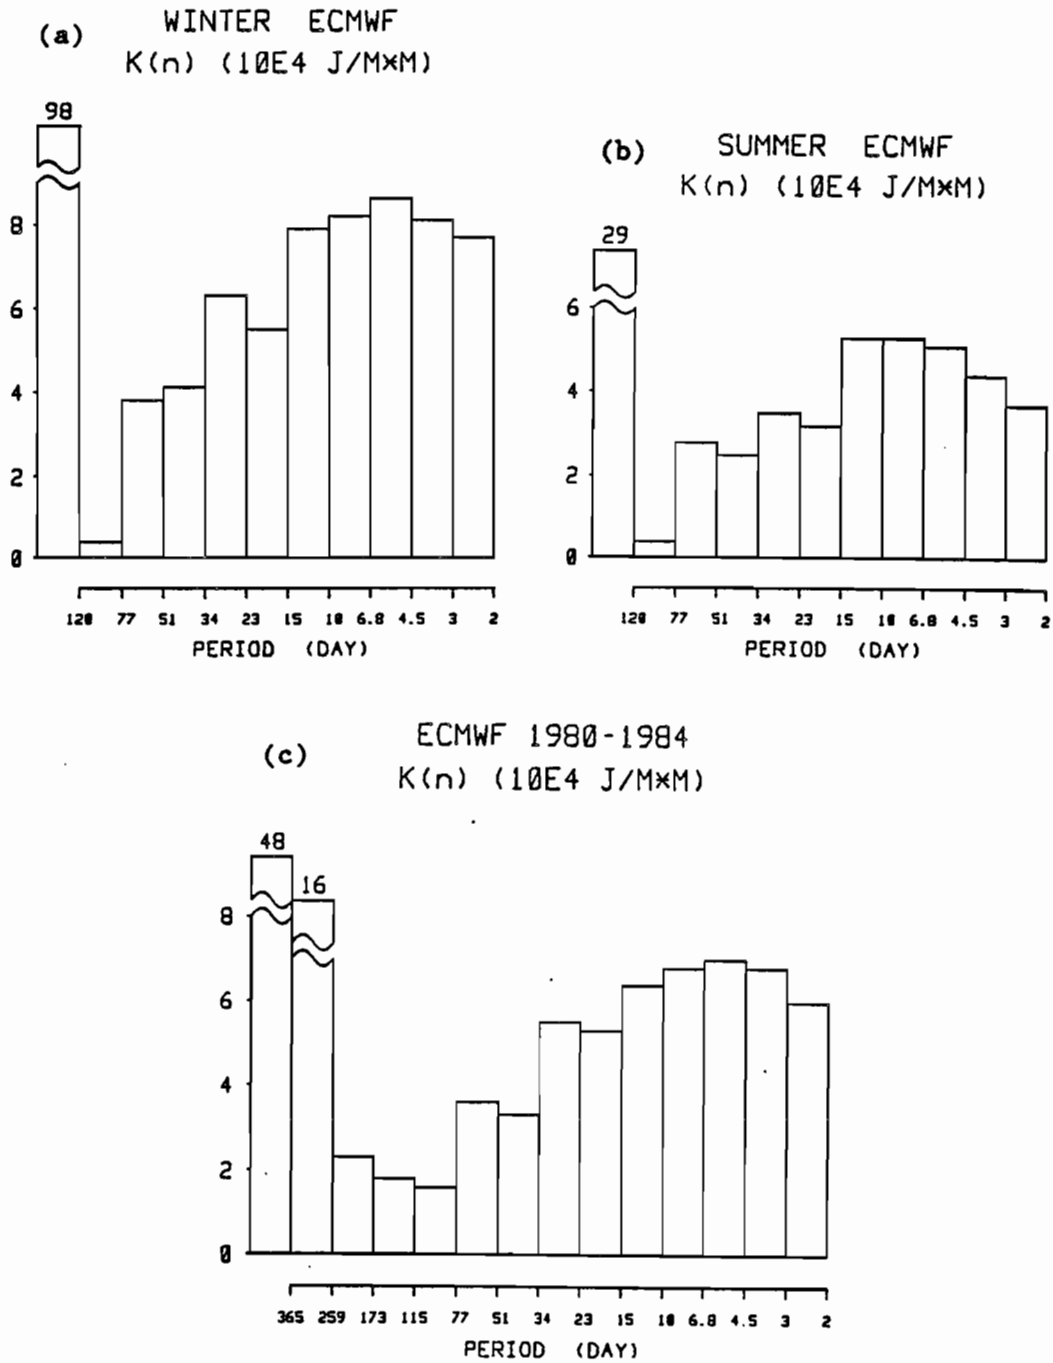 (a) WINTER ECMWF
K(n) (10E4 J/M*M)
98
8
6
4
2
0
120 77 51 34 23 15 10 6.8 4.5 3 2
PERIOD (DAY)
(b) SUMMER ECMWF
K(n) (10E4 J/M*M)
29
6
4
2
0
120 77 51 34 23 15 10 6.8 4.5 3 2
PERIOD (DAY)
(c) ECMWF 1980-1984
K(n) (10E4 J/M*M)
48
16
8
6
4
2
0
365 259 173 115 77 51 34 23 15 10 6.8 4.5 3 2
PERIOD (DAY)